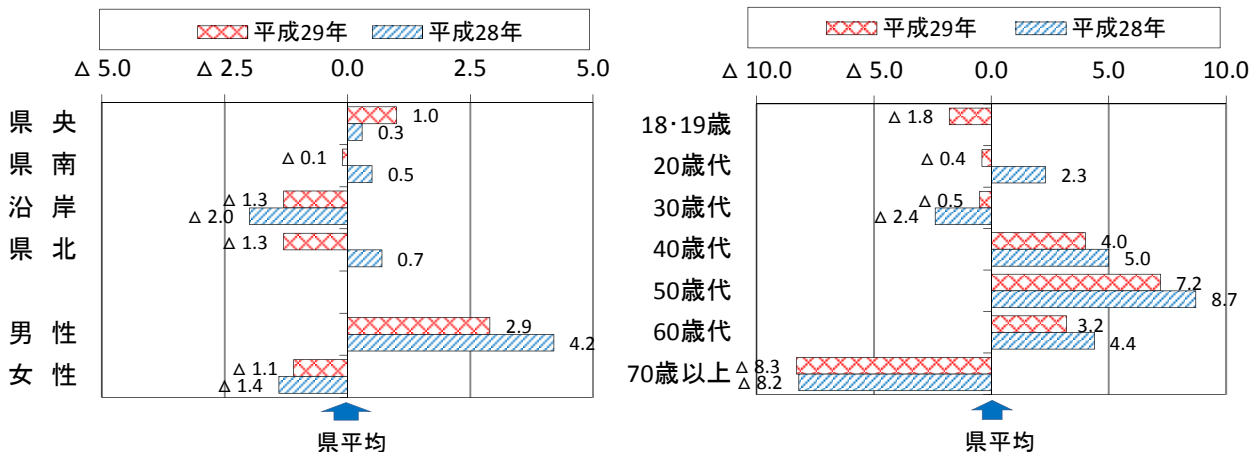 平成29年 平成28年
△ 5.0 △ 2.5 0.0 2.5 5.0
県 央 1.0
0.3
県 南 △ 0.1
0.5
沿 岸 △ 1.3
△ 2.0
県 北 △ 1.3
0.7
男 性 2.9
4.2
女 性 △ 1.1
△ 1.4
県平均
平成29年 平成28年
△ 10.0 △ 5.0 0.0 5.0 10.0
18･19歳 △ 1.8
20歳代 △ 0.4
2.3
30歳代 △ 0.5
△ 2.4
40歳代 4.0
5.0
50歳代 7.2
8.7
60歳代 3.2
4.4
70歳以上 △ 8.3
△ 8.2
県平均